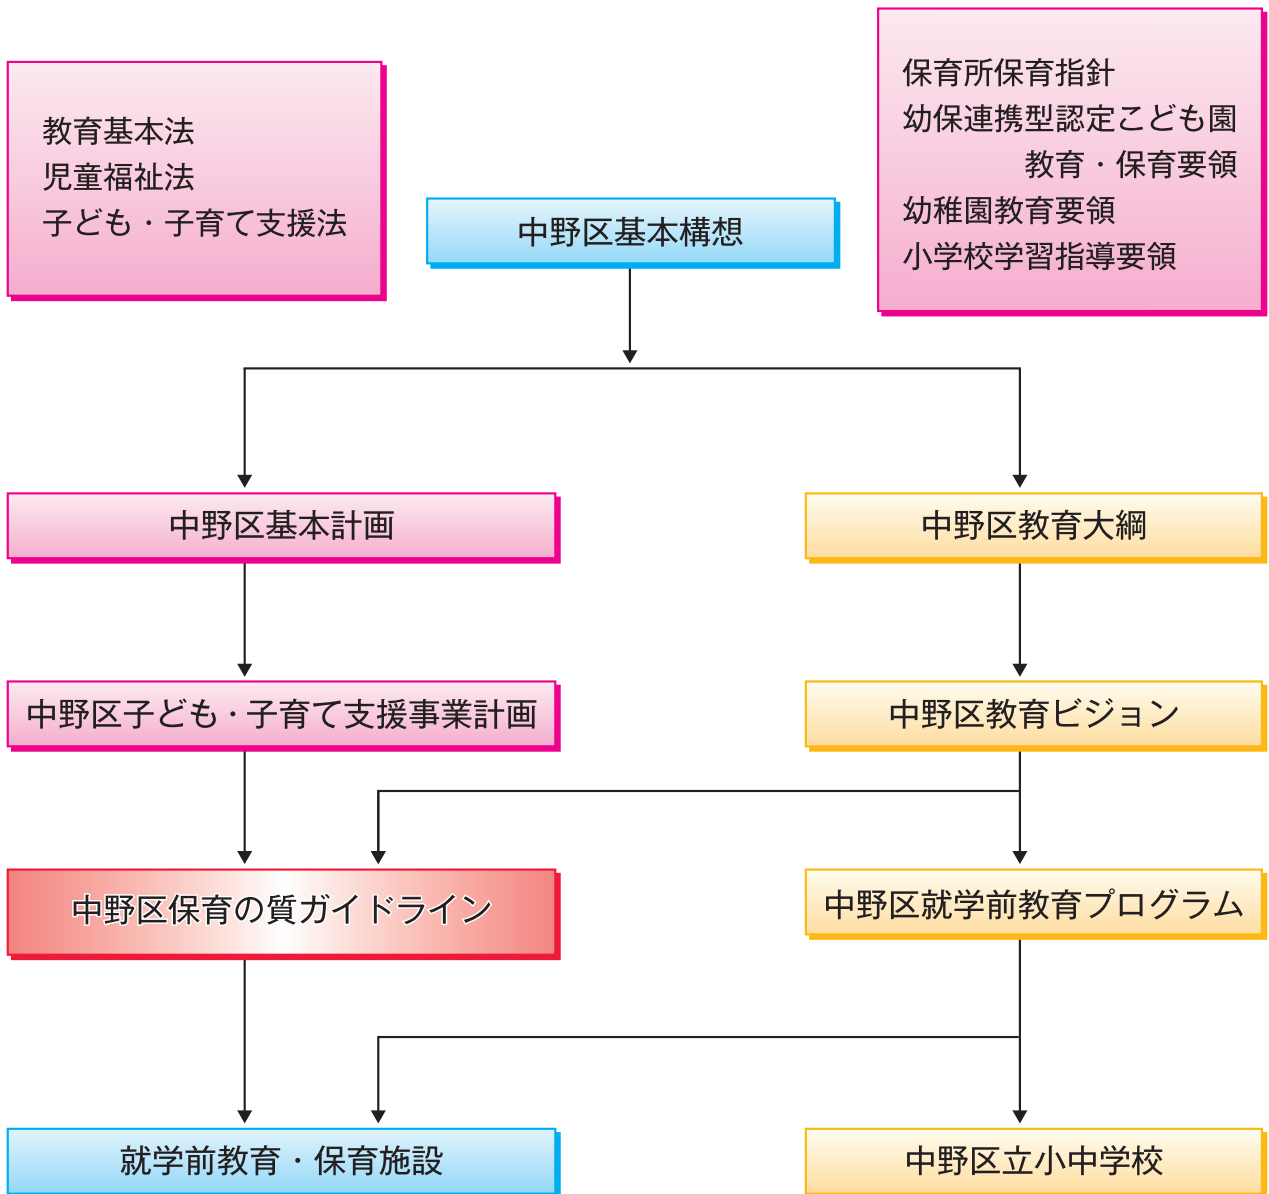 教育基本法
児童福祉法
子ども・子育て支援法
保育所保育指針
幼保連携型認定こども園
教育・保育要領
幼稚園教育要領
小学校学習指導要領
中野区基本構想
中野区基本計画
中野区教育大綱
中野区子ども・子育て支援事業計画
中野区教育ビジョン
中野区保育の質ガイドライン
中野区就学前教育プログラム
就学前教育・保育施設
中野区立小中学校